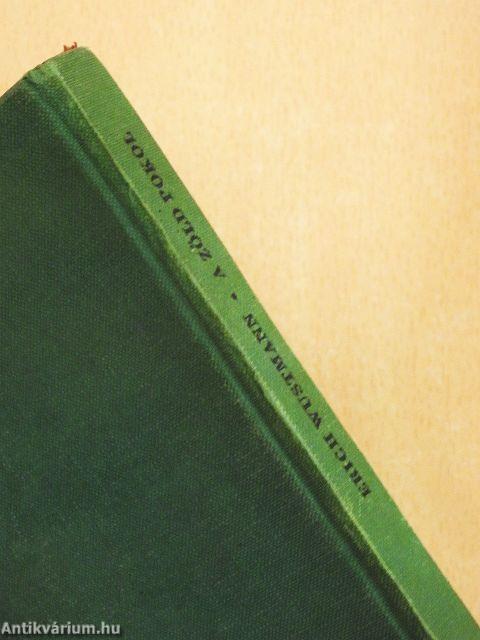 ERICH WUSTMANN • A ZÖLD POKOL
Antikvárium.hu